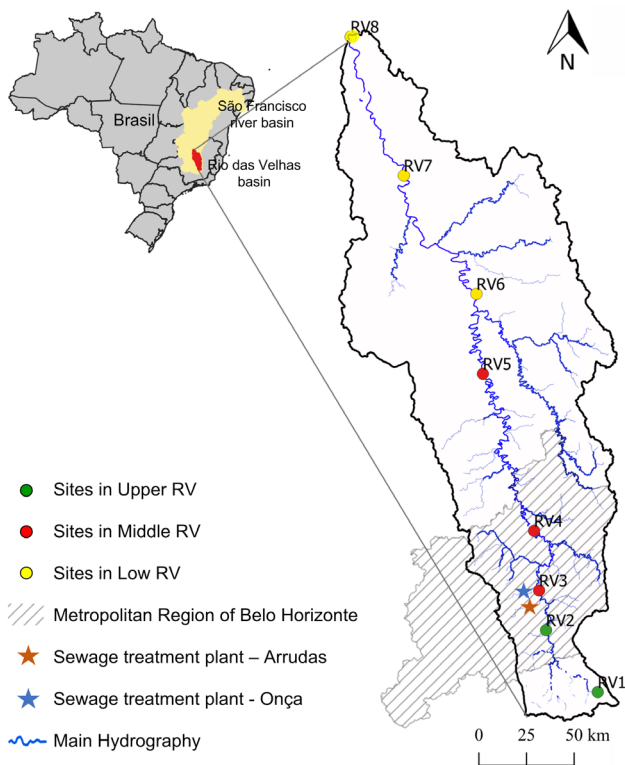 RV8
N
São Francisco
river basin
Brasil
Rio das Velhas
basin
RV7
RV6
RV5
Sites in Upper RV
Sites in Middle RV
RV4
Sites in Low RV
RV3
Metropolitan Region of Belo Horizonte
RV2
Sewage treatment plant – Arrudas
RV1
Sewage treatment plant - Onça
Main Hydrography
0 25 50 km